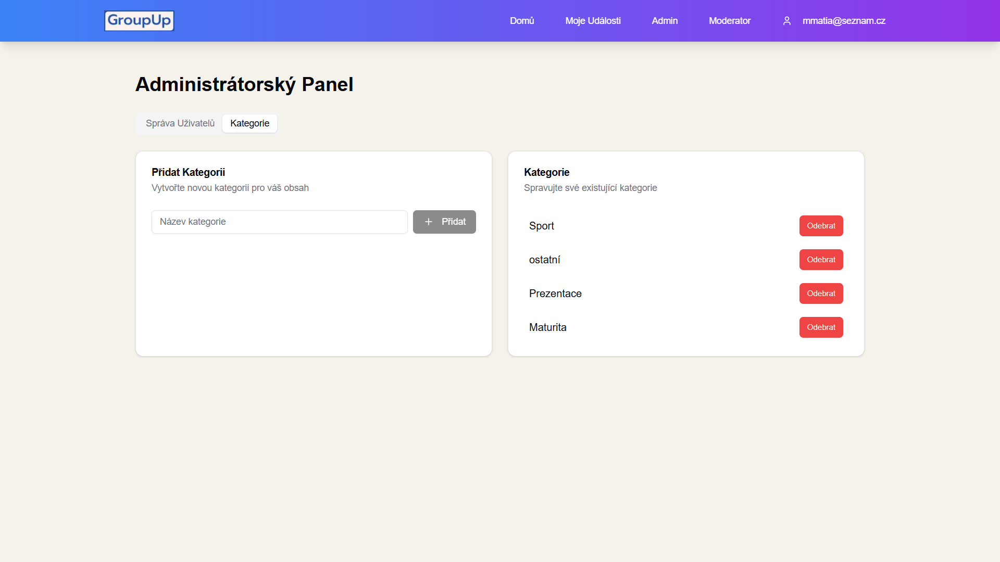 GroupUp
Domů
Moje Události
Admin
Moderator
mmatia@seznam.cz
Administrátorský Panel
Správa Uživatelů
Kategorie
Přidat Kategorii
Vytvořte novou kategorii pro váš obsah
Název kategorie
Přidat
Kategorie
Spravujte své existující kategorie
Sport
Odebrat
ostatní
Odebrat
Prezentace
Odebrat
Maturita
Odebrat